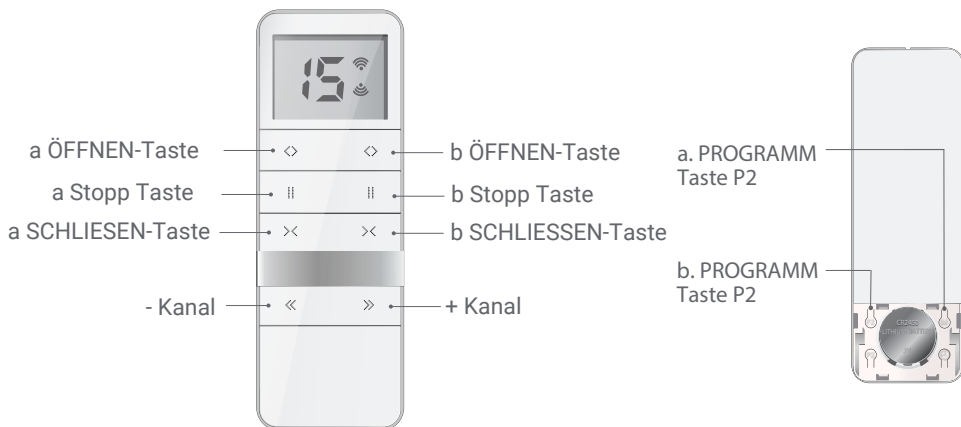 15
a ÖFFNEN-Taste
b ÖFFNEN-Taste
a Stopp Taste
b Stopp Taste
a SCHLIESEN-Taste
b SCHLIESSEN-Taste
- Kanal
+ Kanal
a. PROGRAMM
Taste P2
b. PROGRAMM
Taste P2